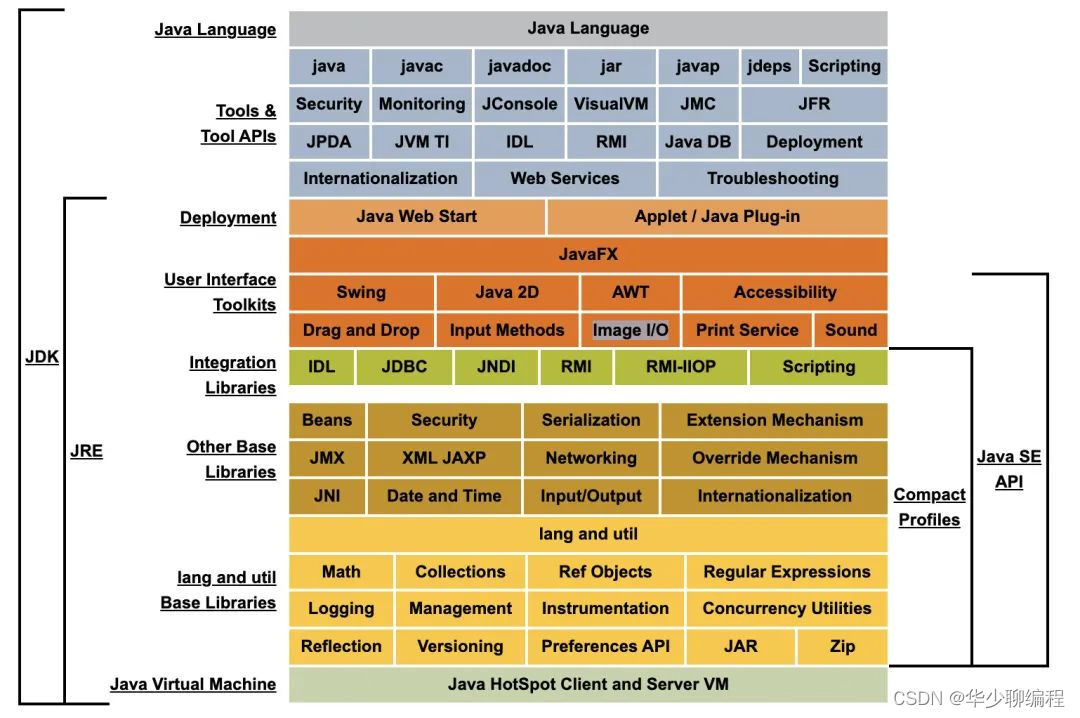 Java Language Java Language
java javac javadoc jar javap jdeps Scripting
Security Monitoring JConsole VisualVM JMC JFR
Tools &
Tool APIs
JPDA JVM TI IDL RMI Java DB Deployment
Internationalization Web Services Troubleshooting
Deployment Java Web Start Applet / Java Plug-in
JavaFX
User Interface
Toolkits
Swing Java 2D AWT Accessibility
Drag and Drop Input Methods Image I/O Print Service Sound
Integration
Libraries
IDL JDBC JNDI RMI RMI-IIOP Scripting
JDK
Beans Security Serialization Extension Mechanism
Other Base
Libraries
JMX XML JAXP Networking Override Mechanism
JRE
Java SE
API
JNI Date and Time Input/Output Internationalization
Compact
Profiles
lang and util
lang and util
Base Libraries
Math Collections Ref Objects Regular Expressions
Logging Management Instrumentation Concurrency Utilities
Reflection Versioning Preferences API JAR Zip
Java Virtual Machine Java HotSpot Client and Server VM
CSDN @华少聊编程